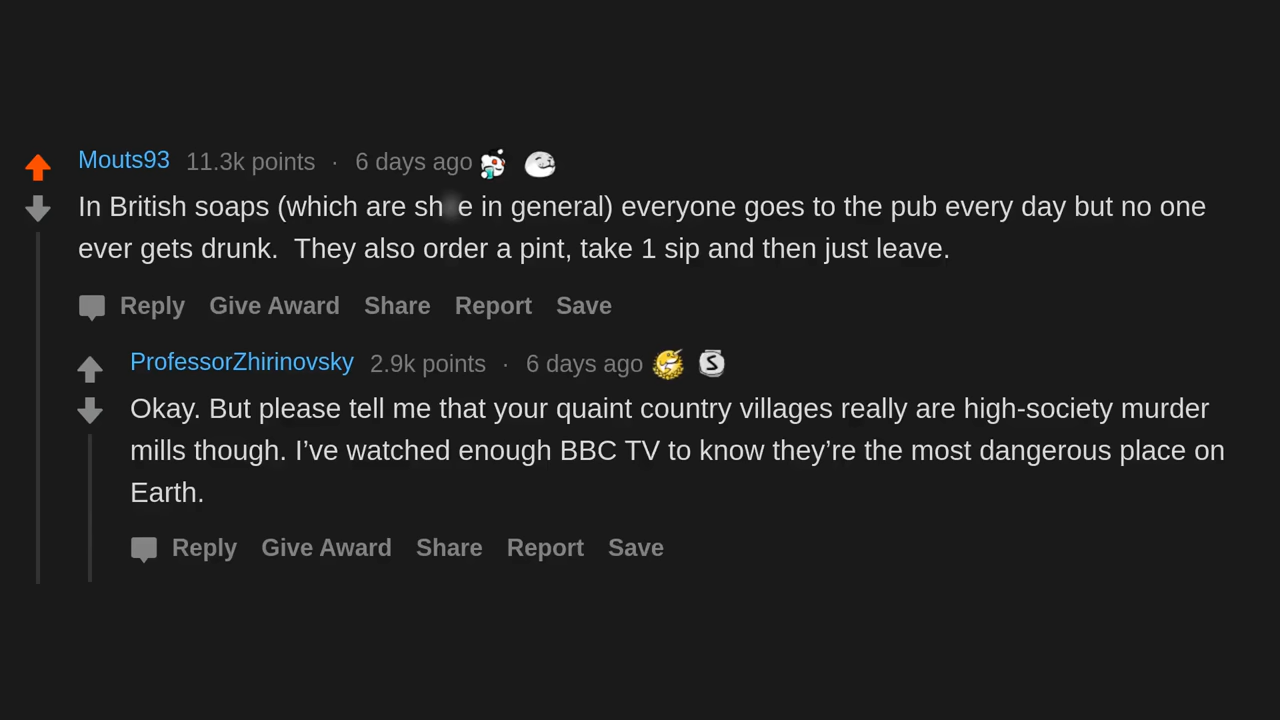 Mouts93 11.3k points · 6 days ago
In British soaps (which are sh e in general) everyone goes to the pub every day but no one
ever gets drunk.  They also order a pint, take 1 sip and then just leave.
Reply Give Award Share Report Save
ProfessorZhirinovsky 2.9k points · 6 days ago
Okay. But please tell me that your quaint country villages really are high-society murder
mills though. I’ve watched enough BBC TV to know they’re the most dangerous place on
Earth.
Reply Give Award Share Report Save